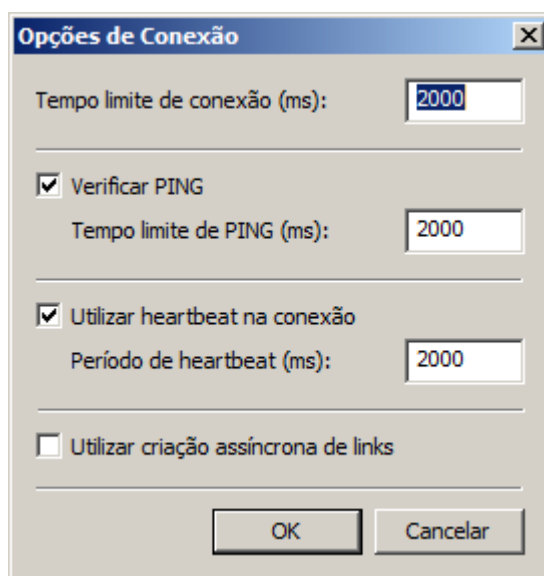 Opções de Conexão
Tempo limite de conexão (ms): 2000
Verificar PING
Tempo limite de PING (ms): 2000
Utilizar heartbeat na conexão
Período de heartbeat (ms): 2000
Utilizar criação assíncrona de links
OK Cancelar